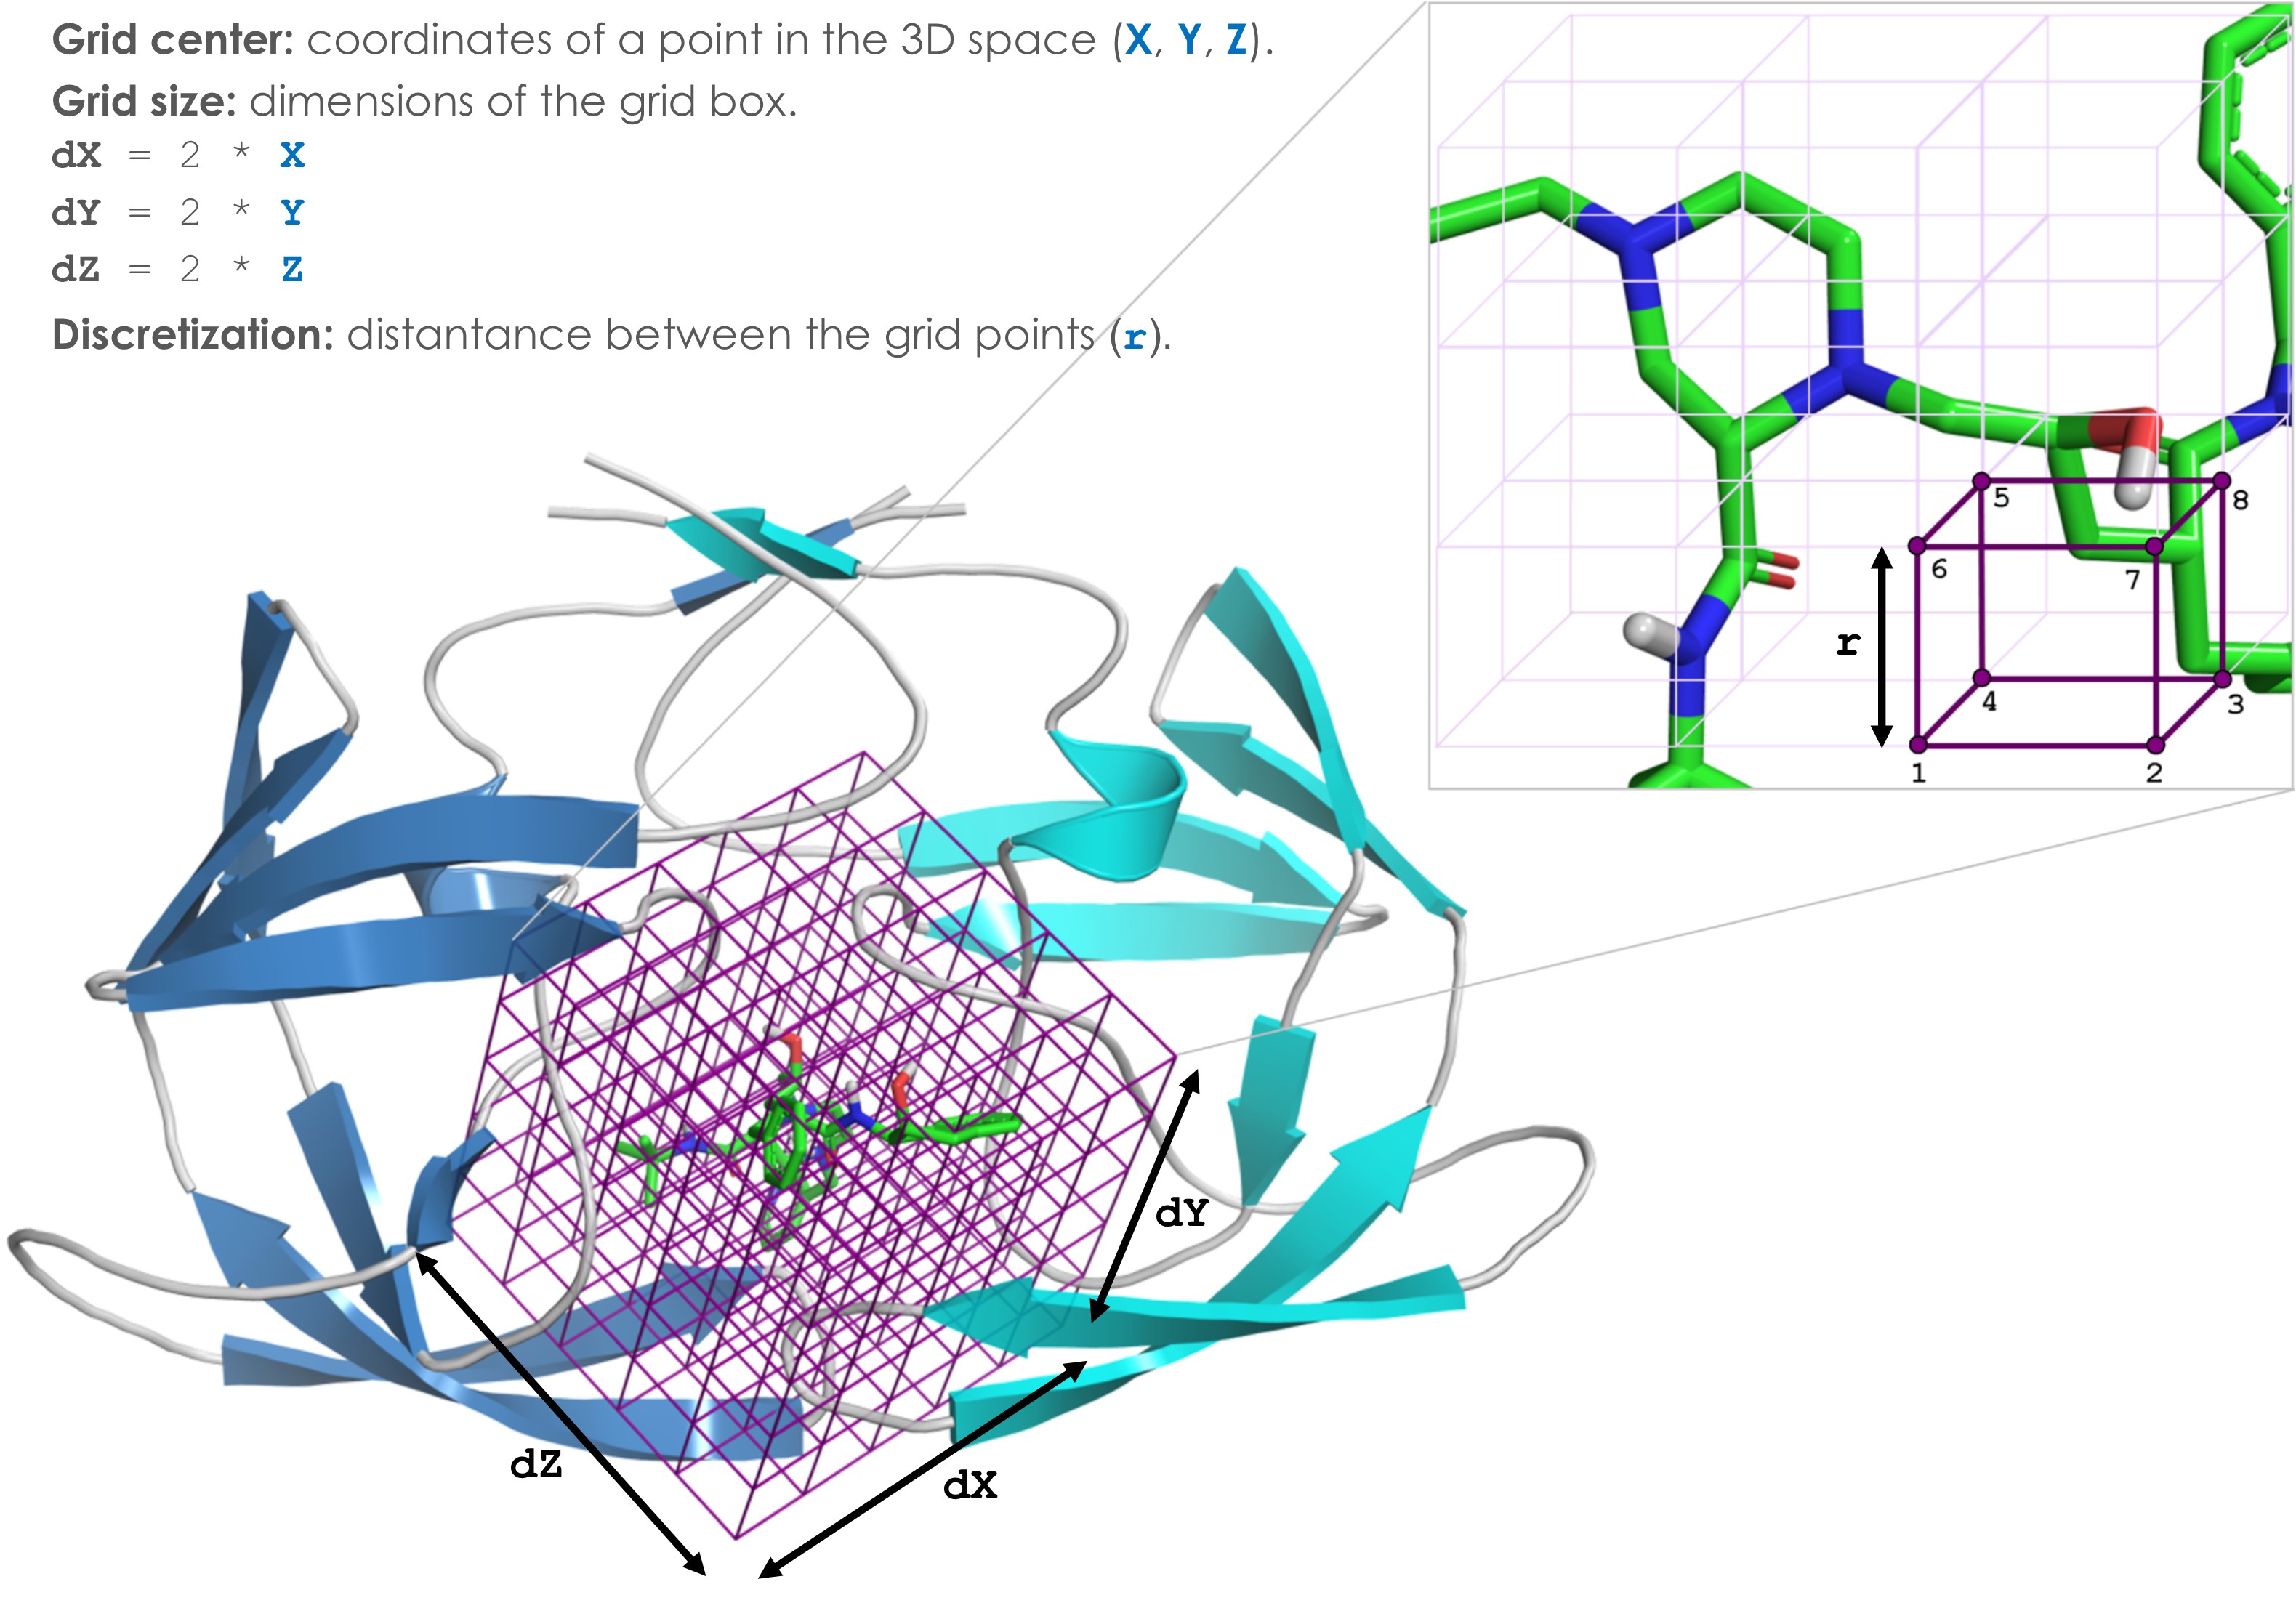 Grid center: coordinates of a point in the 3D space (X, Y, Z).
Grid size: dimensions of the grid box.
dX = 2 * X
dY = 2 * Y
dZ = 2 * Z
Discretization: distantance between the grid points (r).
5
8
6
7
r
4
3
1
2
dY
dZ
dX